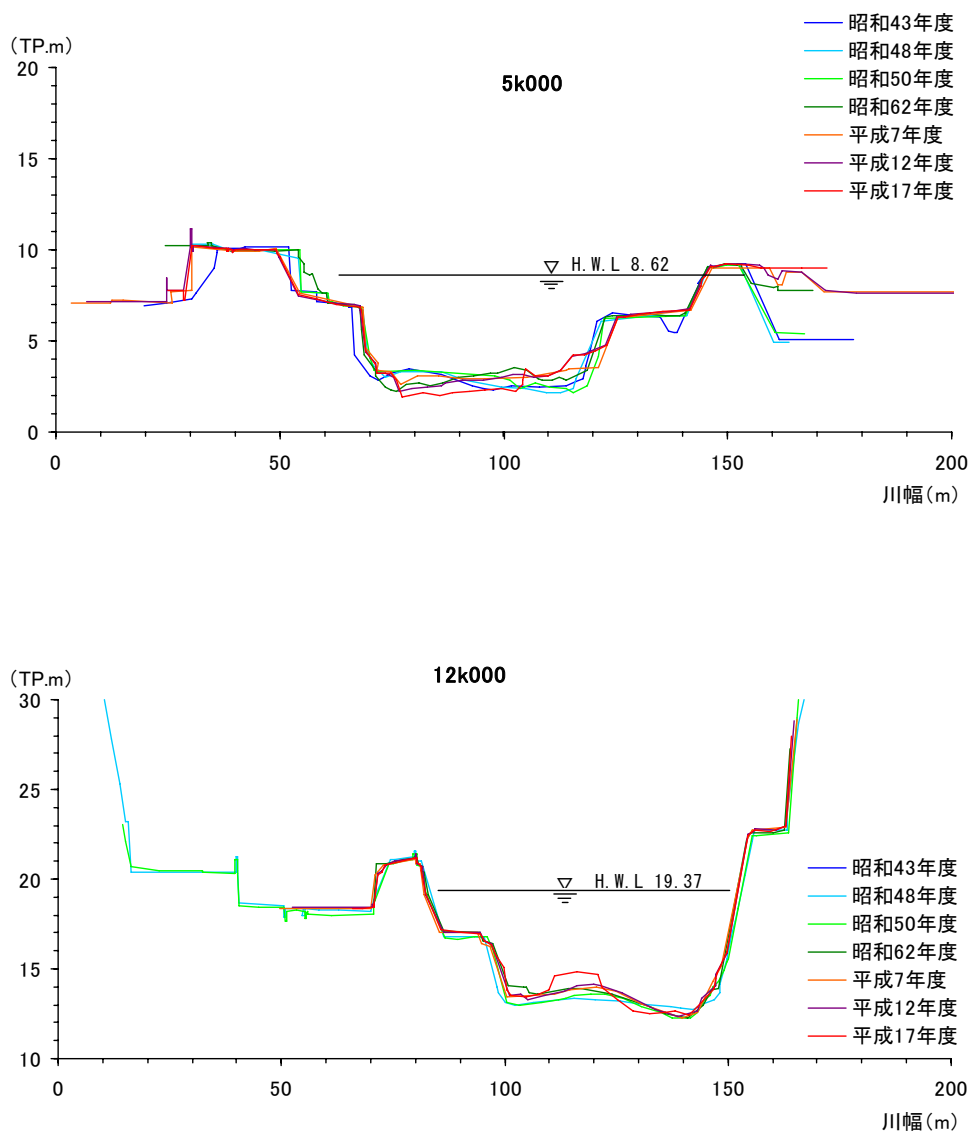 昭和43年度
昭和48年度
昭和50年度
昭和62年度
平成7年度
平成12年度
平成17年度
(TP.m)
5k000
20
15
10
5
0
H.W.L 8.62
0 50 100 150 200
川幅(m)
12k000
(TP.m)
30
25
20
15
10
H.W.L 19.37
昭和43年度
昭和48年度
昭和50年度
昭和62年度
平成7年度
平成12年度
平成17年度
0 50 100 150 200
川幅(m)